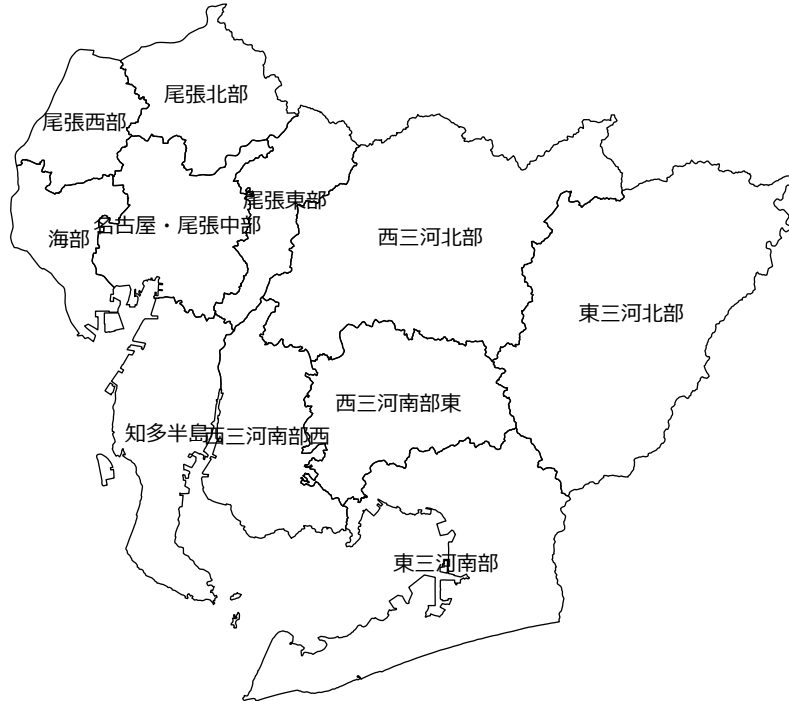 尾張北部
尾張西部
尾張東部
名古屋・尾張中部
海部
西三河北部
東三河北部
西三河南部東
知多半島
西三河南部西
東三河南部